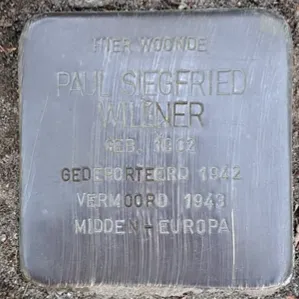 HIER WOONDE
PAUL SIEGFRIED
WILLNER
GEB. 1902
GEDEPORTEERD 1942
VERMOORD 1943
MIDDEN-EUROPA